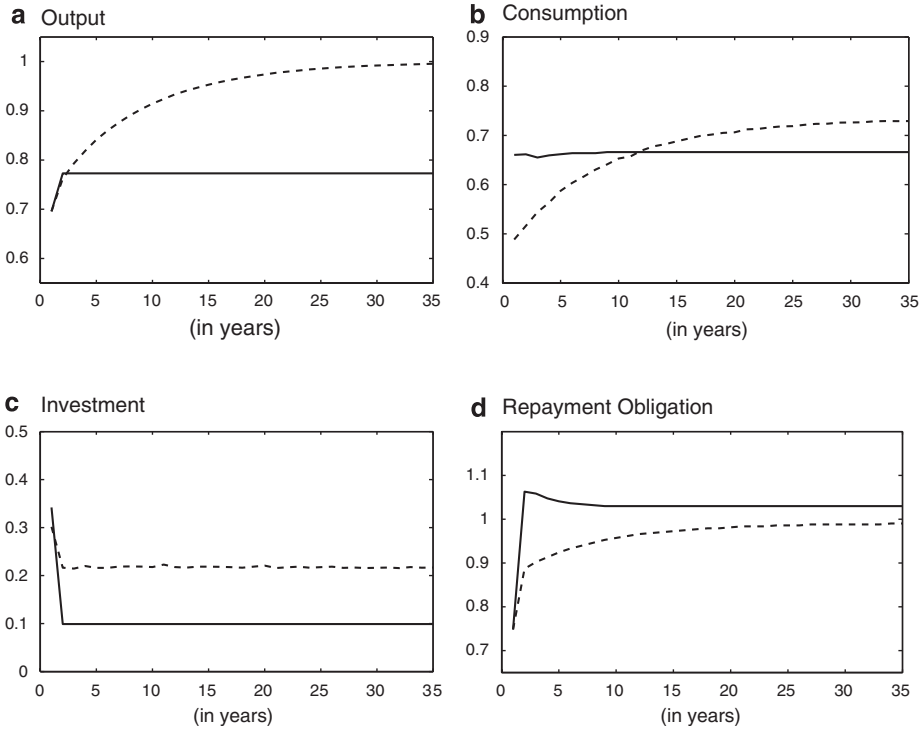 a Output
1
0.9
0.8
0.7
0.6
0 5 10 15 20 25 30 35
(in years)
b Consumption
0.9
0.8
0.7
0.6
0.5
0.4
0 5 10 15 20 25 30 35
(in years)
c Investment
0.5
0.4
0.3
0.2
0.1
0
0 5 10 15 20 25 30 35
(in years)
d Repayment Obligation
1.1
1
0.9
0.8
0.7
0 5 10 15 20 25 30 35
(in years)